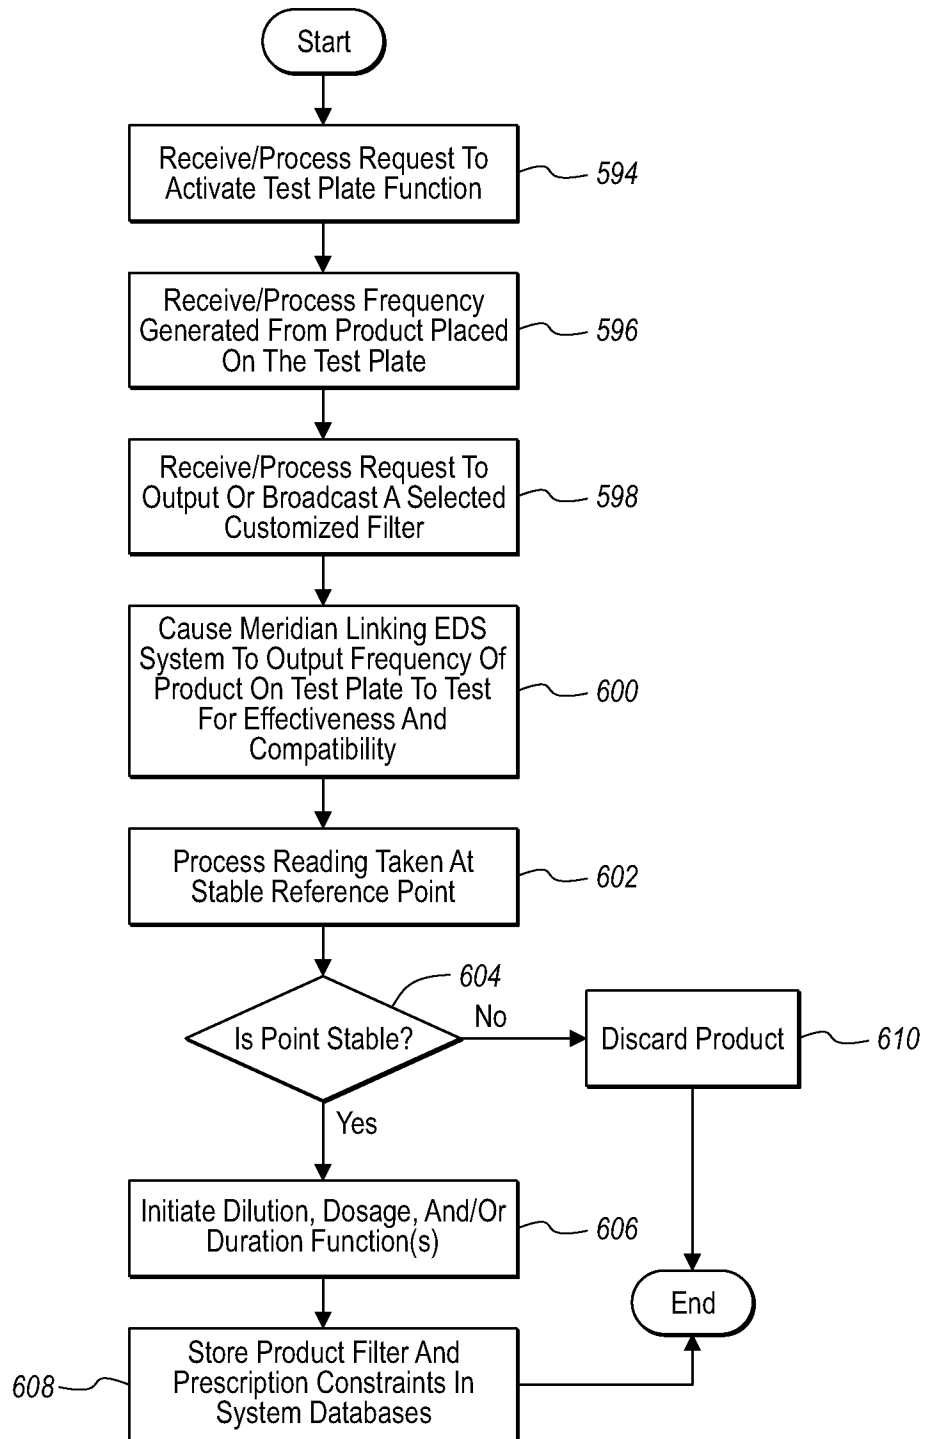 Start
Receive/Process Request To
Activate Test Plate Function
594
Receive/Process Frequency
Generated From Product Placed
On The Test Plate
596
Receive/Process Request To
Output Or Broadcast A Selected
Customized Filter
598
Cause Meridian Linking EDS
System To Output Frequency Of
Product On Test Plate To Test
For Effectiveness And
Compatibility
600
Process Reading Taken At
Stable Reference Point
602
604
Is Point Stable?
No
Discard Product
610
Yes
Initiate Dilution, Dosage, And/Or
Duration Function(s)
606
End
608
Store Product Filter And
Prescription Constraints In
System Databases